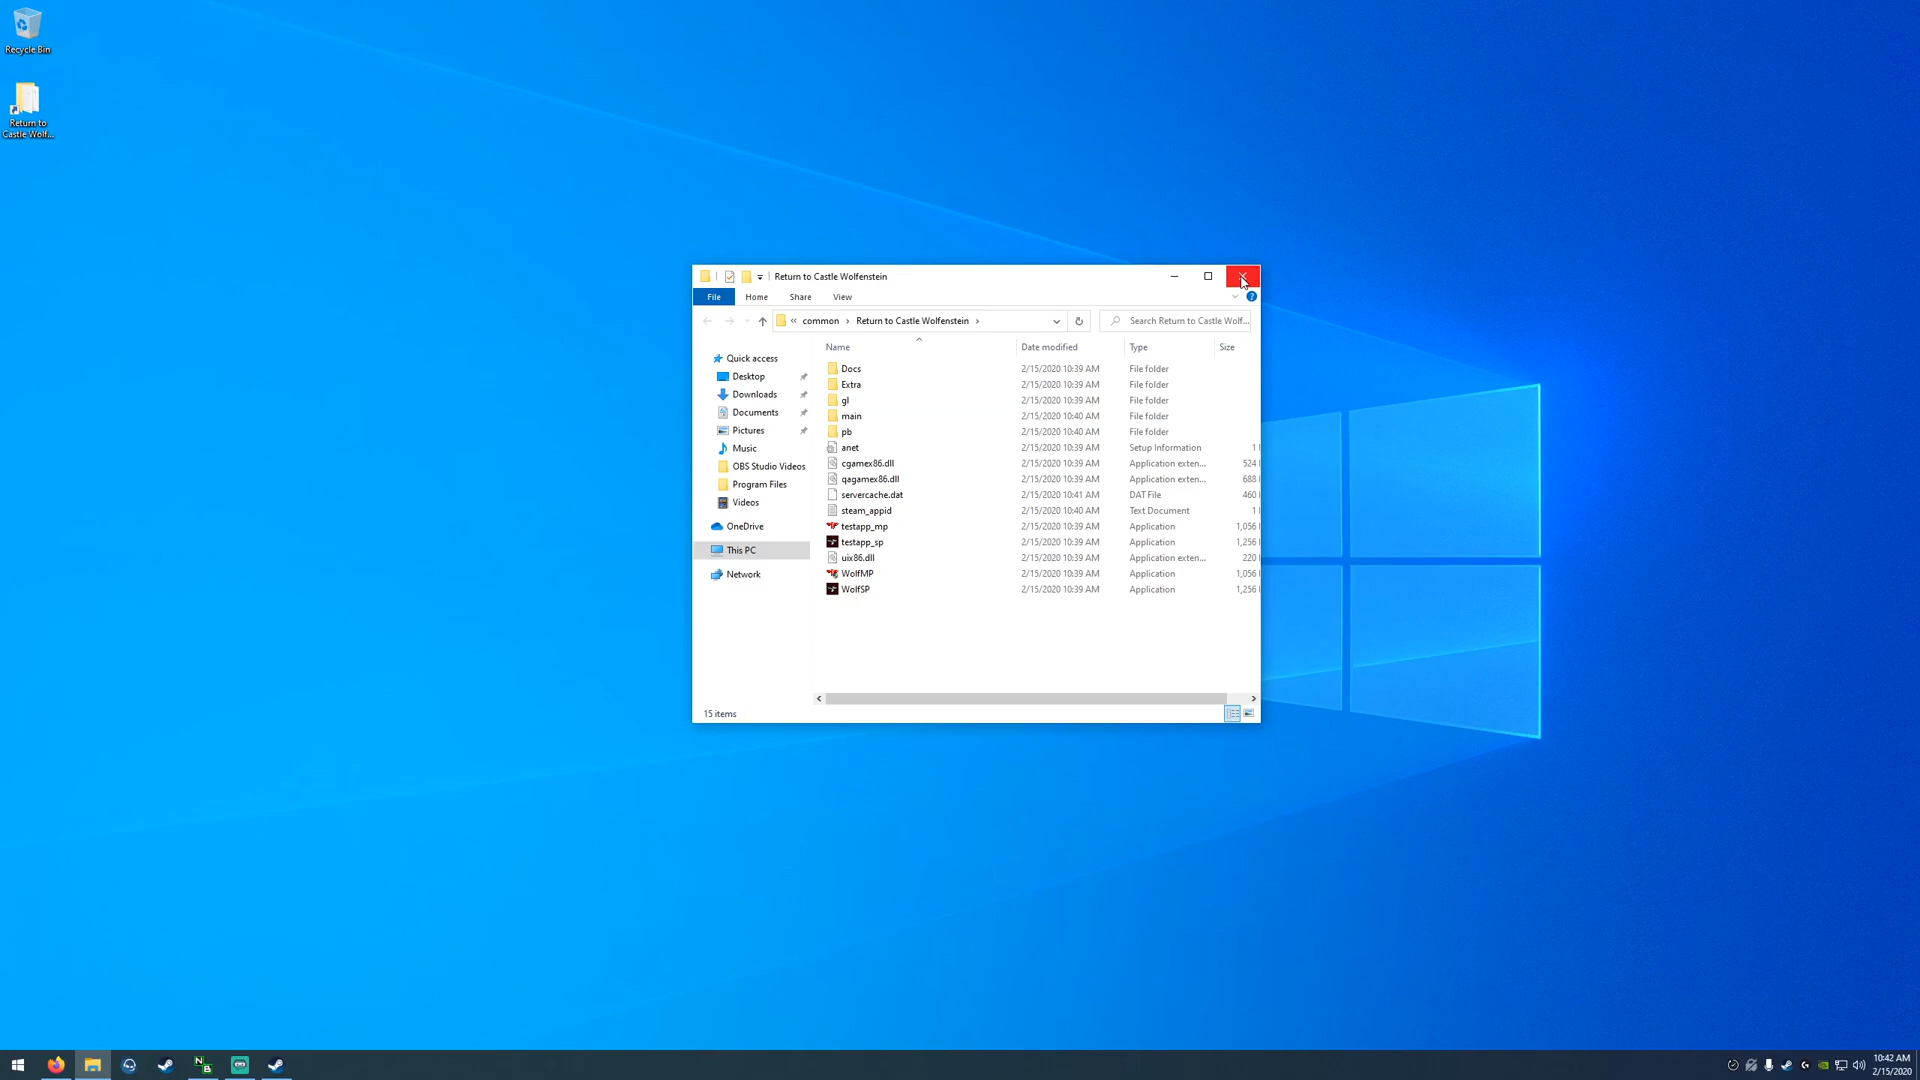 Recycle Bin
Return to
Castle Wolf...
Return to Castle Wolfenstein
File Home Share View
« common › Return to Castle Wolfenstein ›
Search Return to Castle Wolf...
Name Date modified Type Size
Quick access
Desktop
Downloads
Documents
Pictures
Music
OBS Studio Videos
Program Files
Videos
OneDrive
This PC
Network
Docs 2/15/2020 10:39 AM File folder
Extra 2/15/2020 10:39 AM File folder
gl 2/15/2020 10:39 AM File folder
main 2/15/2020 10:40 AM File folder
pb 2/15/2020 10:40 AM File folder
anet 2/15/2020 10:39 AM Setup Information 1
cgamex86.dll 2/15/2020 10:39 AM Application exten... 524
qagamex86.dll 2/15/2020 10:39 AM Application exten... 688
servercache.dat 2/15/2020 10:41 AM DAT File 460
steam_appid 2/15/2020 10:40 AM Text Document 1
testapp_mp 2/15/2020 10:39 AM Application 1,056
testapp_sp 2/15/2020 10:39 AM Application 1,256
uix86.dll 2/15/2020 10:39 AM Application exten... 220
WolfMP 2/15/2020 10:39 AM Application 1,056
WolfSP 2/15/2020 10:39 AM Application 1,256
15 items
10:42 AM
2/15/2020